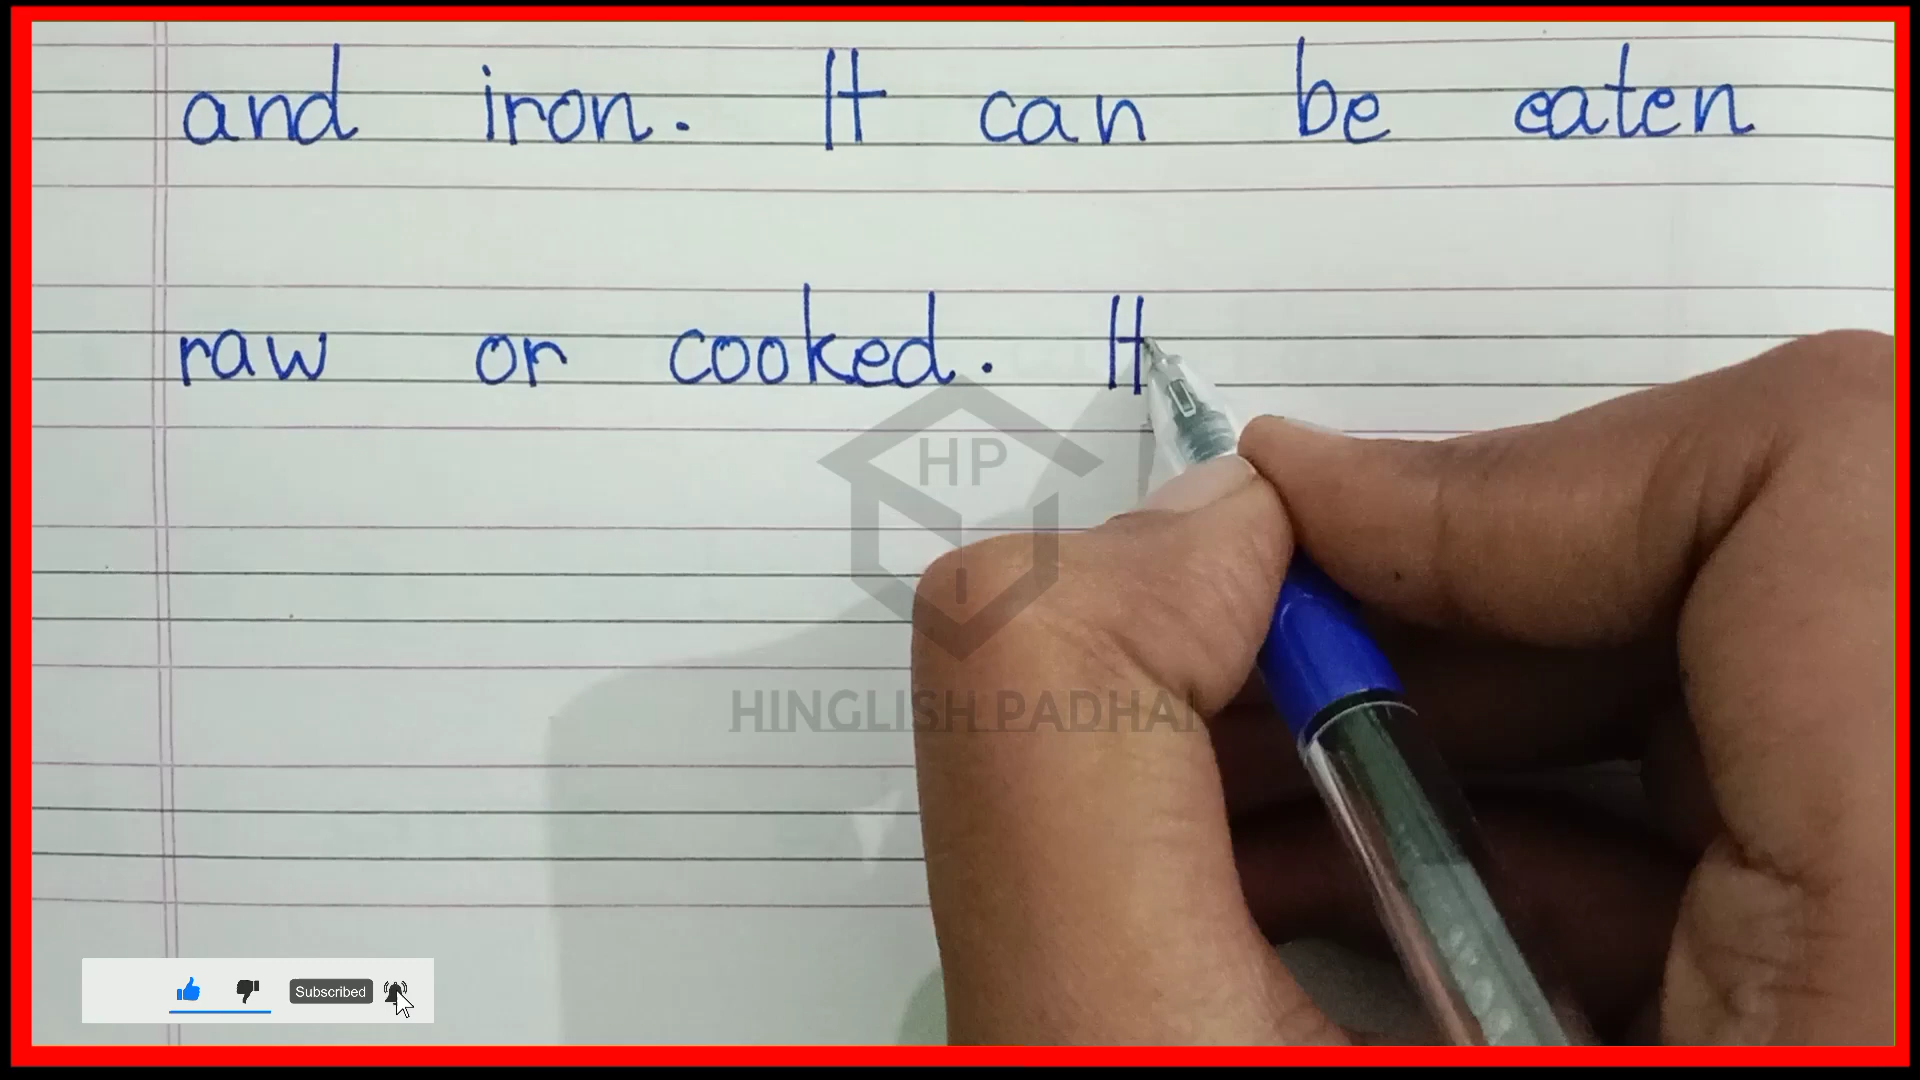 and iron. It can be eaten
raw or cooked. It
HP
I
HINGLISH PADHAI
Subscribed